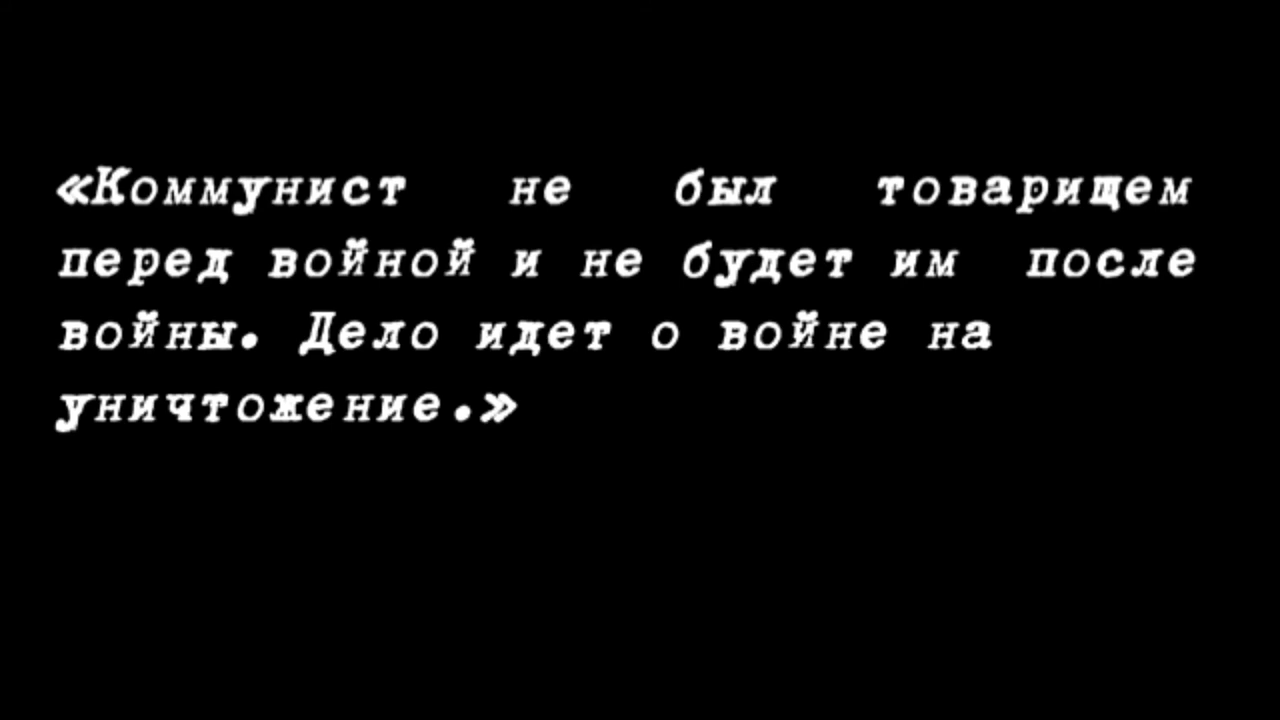 «Коммунист не был товарищем
перед войной и не будет им после
войны. Дело идет о войне на
уничтожение.»